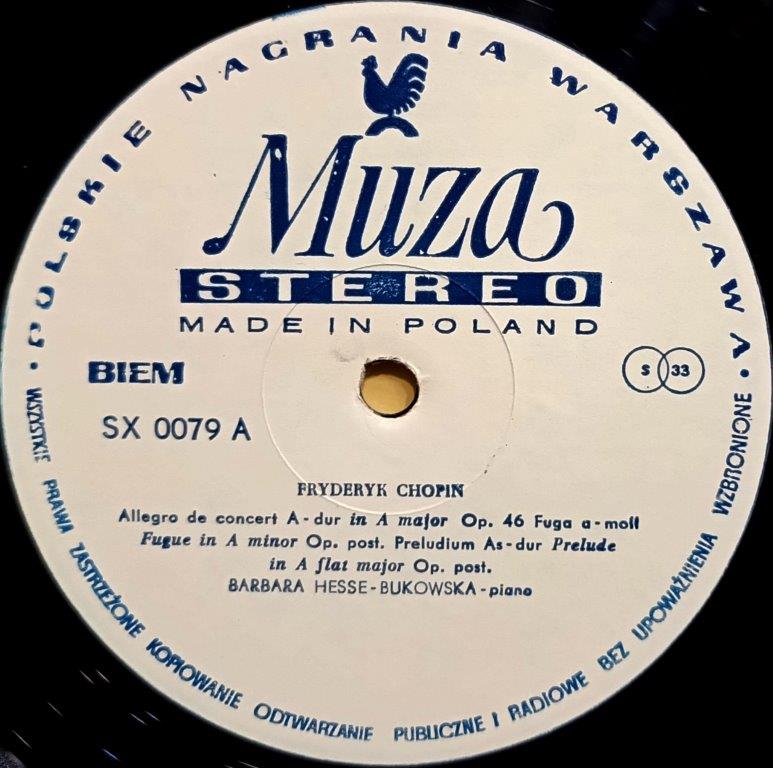 POLSKIE NAGRANIA WARSZAWA
Muza
STEREO
MADE IN POLAND
BIEM
S 33
SX 0079 A
FRYDERYK CHOPIN
Allegro de concert A-dur in A major Op. 46 Fuga a-moll
Fugue in A minor Op. post. Preludium As-dur Prelude
in A flat major Op. post.
BARBARA HESSE-BUKOWSKA-piano
• WSZYSTKIE PRAWA ZASTRZEŻONE KOPIOWANIE ODTWARZANIE PUBLICZNE I RADIOWE BEZ UPOWAŻNIENIA WZBRONIONE •